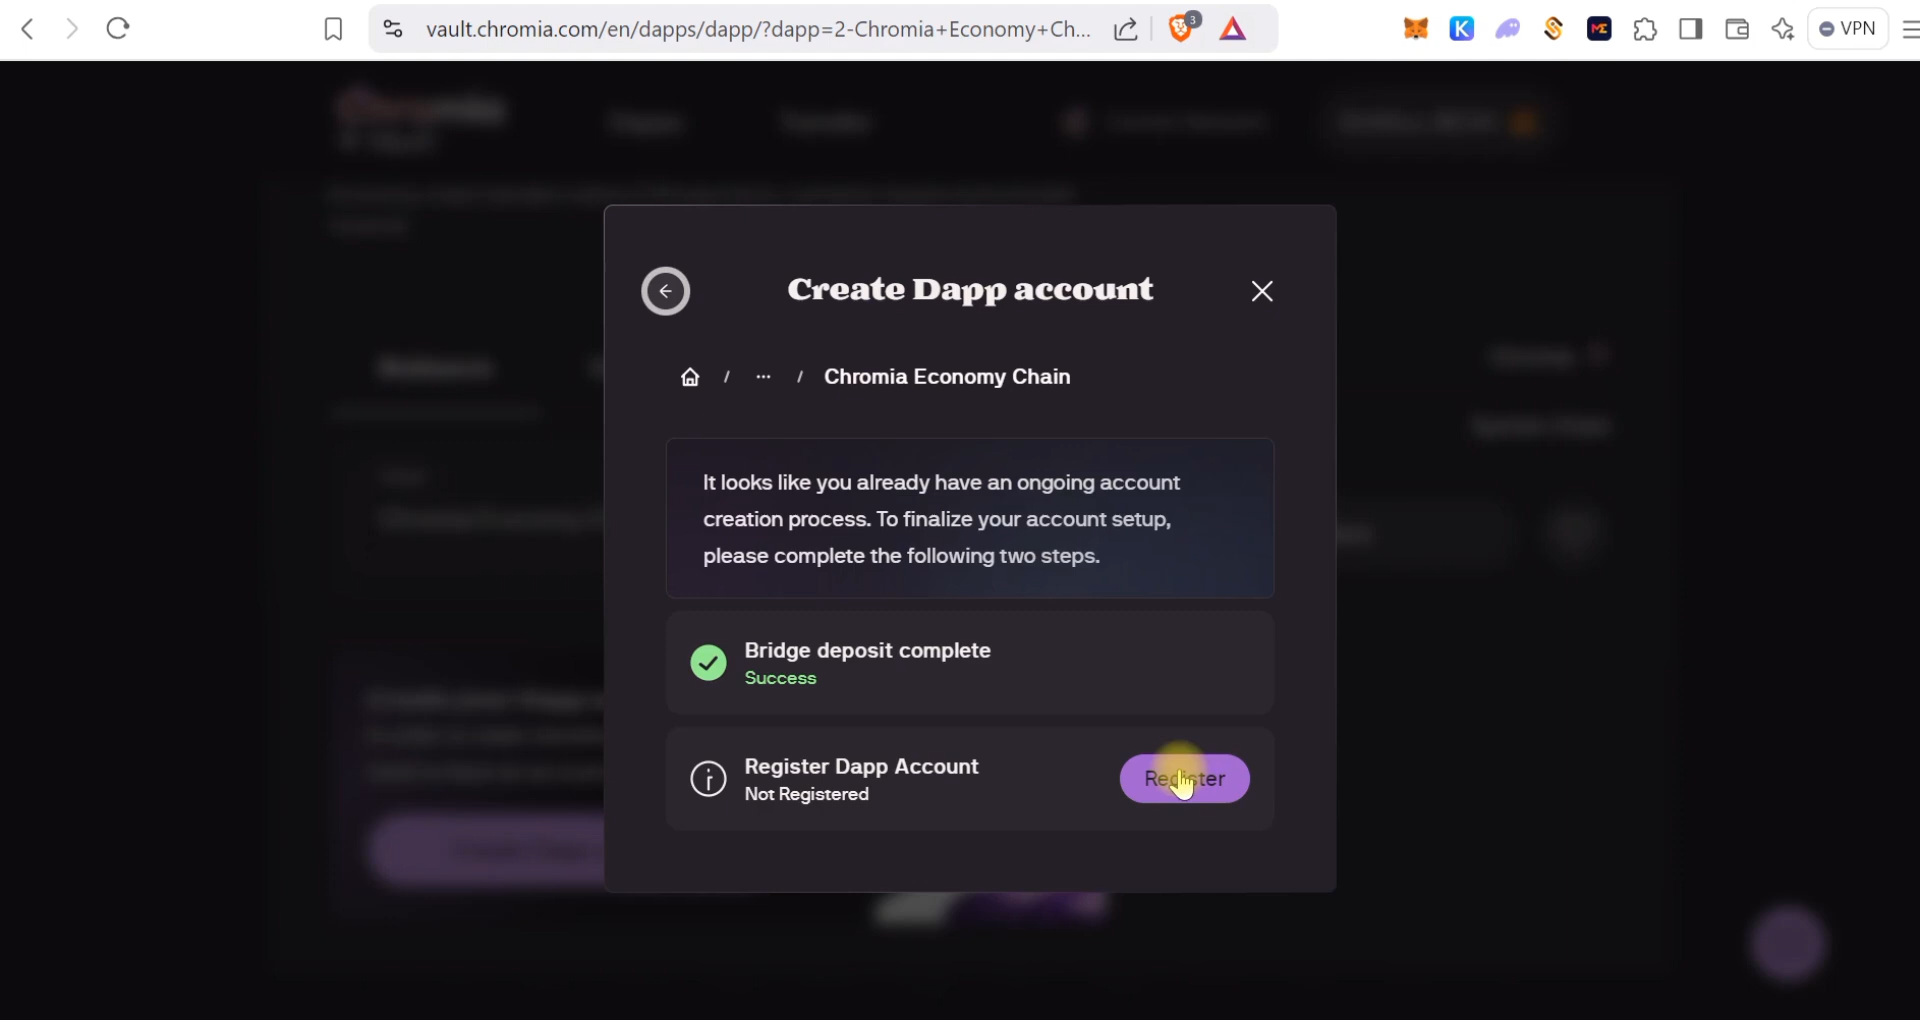 vault.chromia.com/en/dapps/dapp/?dapp=2-Chromia+Economy+Ch...
3
VPN
Create Dapp account
/ ... / Chromia Economy Chain
It looks like you already have an ongoing account
creation process. To finalize your account setup,
please complete the following two steps.
Bridge deposit complete
Success
Register Dapp Account
Not Registered
Register